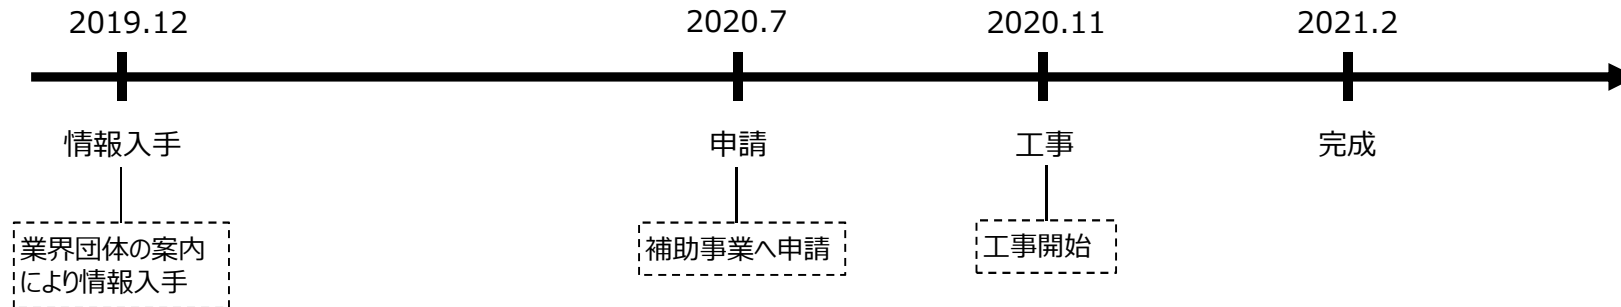 2019.12
2020.7
2020.11
2021.2
情報入手
申請
工事
完成
業界団体の案内
により情報入手
補助事業へ申請
工事開始